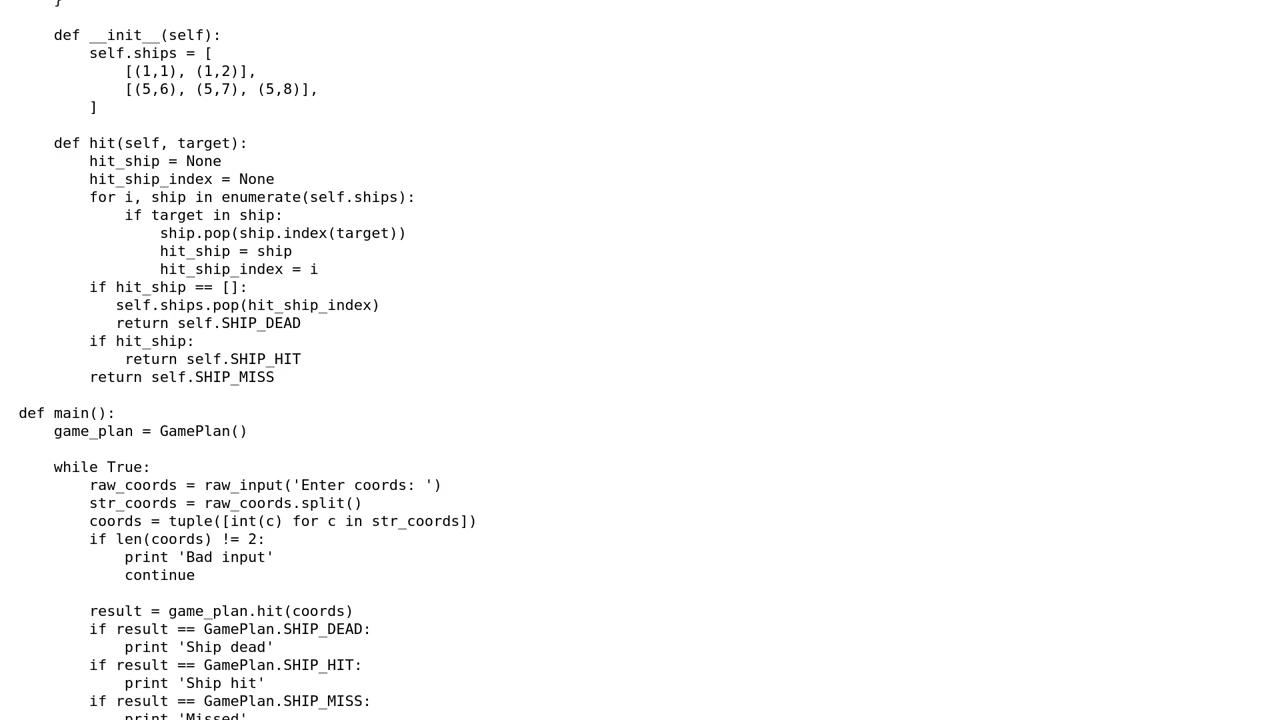 }
def __init__(self):
self.ships = [
[(1,1), (1,2)],
[(5,6), (5,7), (5,8)],
]
def hit(self, target):
hit_ship = None
hit_ship_index = None
for i, ship in enumerate(self.ships):
if target in ship:
ship.pop(ship.index(target))
hit_ship = ship
hit_ship_index = i
if hit_ship == []:
self.ships.pop(hit_ship_index)
return self.SHIP_DEAD
if hit_ship:
return self.SHIP_HIT
return self.SHIP_MISS
def main():
game_plan = GamePlan()
while True:
raw_coords = raw_input('Enter coords: ')
str_coords = raw_coords.split()
coords = tuple([int(c) for c in str_coords])
if len(coords) != 2:
print 'Bad input'
continue
result = game_plan.hit(coords)
if result == GamePlan.SHIP_DEAD:
print 'Ship dead'
if result == GamePlan.SHIP_HIT:
print 'Ship hit'
if result == GamePlan.SHIP_MISS:
print 'Missed'